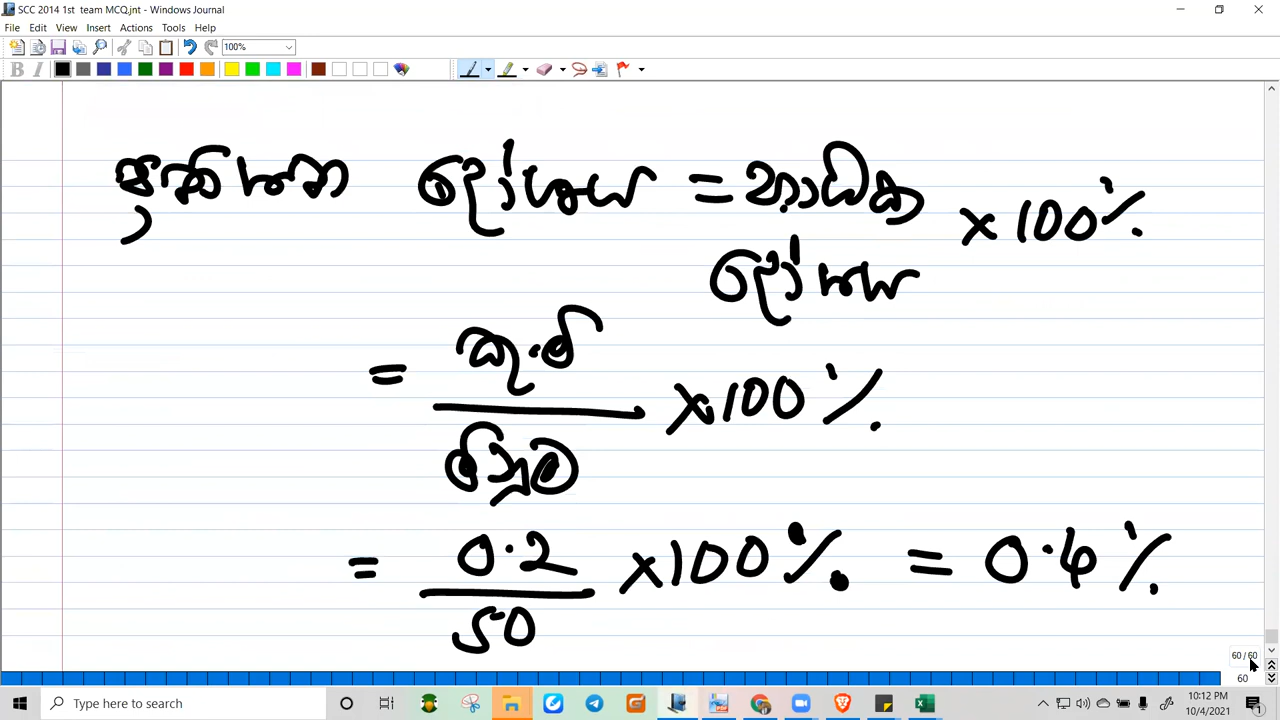 SCC 2014 1st team MCQ.jnt - Windows Journal
File Edit View Insert Actions Tools Help
100%
ප්‍රතිශත දෝෂය = භාගික
× 100%
දෝෂය
= කු.මි
× 100%
මිනුම
= 0.2
× 100% = 0.4%
50
60 / 60
60
Type here to search
10:12 PM
10/4/2021
1